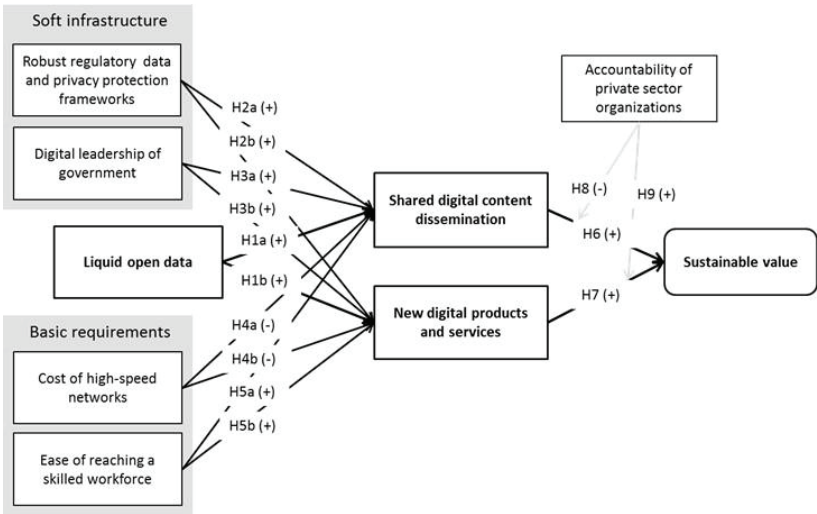 Soft infrastructure
Robust regulatory data
and privacy protection
frameworks
Digital leadership of
government
Liquid open data
Basic requirements
Cost of high-speed
networks
Ease of reaching a
skilled workforce
H2a (+)
H2b (+)
H3a (+)
H3b (+)
H1a (+)
H1b (+)
H4a (-)
H4b (-)
H5a (+)
H5b (+)
Shared digital content
dissemination
New digital products
and services
Accountability of
private sector
organizations
H8 (-)
H9 (+)
H6 (+)
H7 (+)
Sustainable value